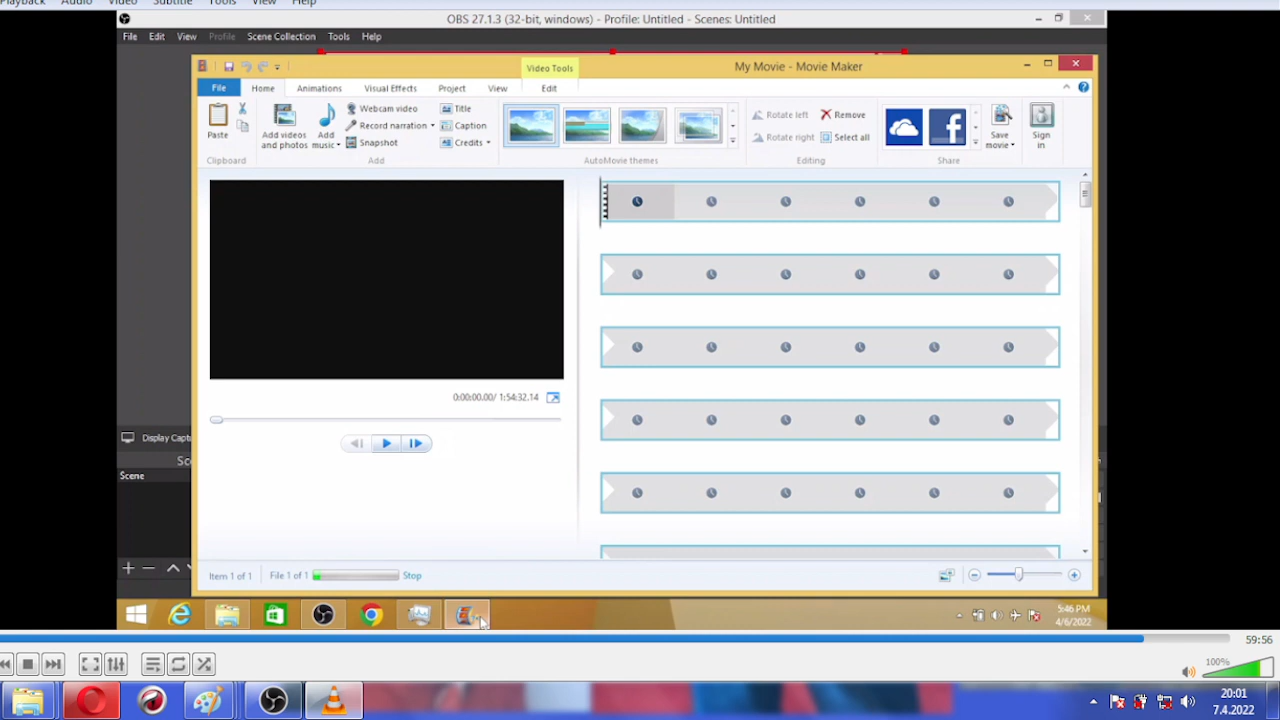 Playback Audio Video Subtitle Tools View Help
OBS 27.1.3 (32-bit, windows) - Profile: Untitled - Scenes: Untitled
File Edit View Profile Scene Collection Tools Help
Video Tools
My Movie - Movie Maker
File Home Animations Visual Effects Project View Edit
Paste
Clipboard
Add videos
and photos
Add
music
Webcam video
Record narration
Snapshot
Title
Caption
Credits
Add
AutoMovie themes
Rotate left
Rotate right
Remove
Select all
Editing
Share
Save
movie
Sign
in
0:00:00.00/ 1:54:32.14
Display Captu
Sc
Scene
Item 1 of 1
File 1 of 1
Stop
5:46 PM
4/6/2022
59:56
100%
20:01
7.4.2022